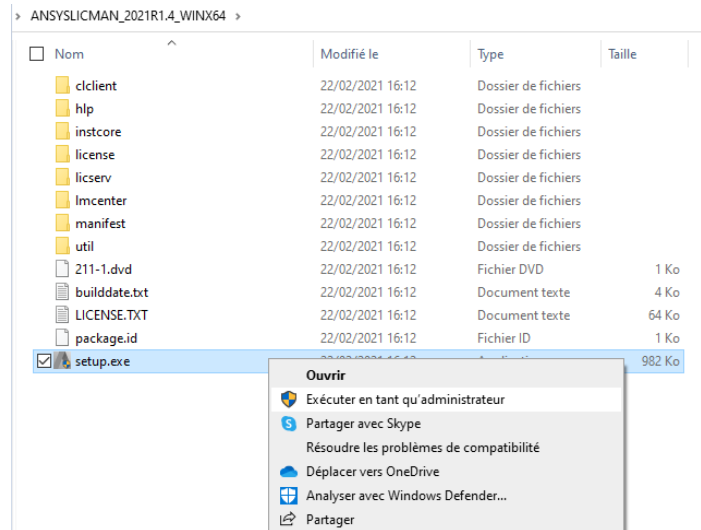 ANSYSLICMAN_2021R1.4_WINX64
Nom Modifié le Type Taille
clclient 22/02/2021 16:12 Dossier de fichiers
hlp 22/02/2021 16:12 Dossier de fichiers
instcore 22/02/2021 16:12 Dossier de fichiers
license 22/02/2021 16:12 Dossier de fichiers
licserv 22/02/2021 16:12 Dossier de fichiers
lmcenter 22/02/2021 16:12 Dossier de fichiers
manifest 22/02/2021 16:12 Dossier de fichiers
util 22/02/2021 16:12 Dossier de fichiers
211-1.dvd 22/02/2021 16:12 Fichier DVD 1 Ko
builddate.txt 22/02/2021 16:12 Document texte 4 Ko
LICENSE.TXT 22/02/2021 16:12 Document texte 64 Ko
package.id 22/02/2021 16:12 Fichier ID 1 Ko
setup.exe 982 Ko
Ouvrir
Exécuter en tant qu'administrateur
Partager avec Skype
Résoudre les problèmes de compatibilité
Déplacer vers OneDrive
Analyser avec Windows Defender...
Partager